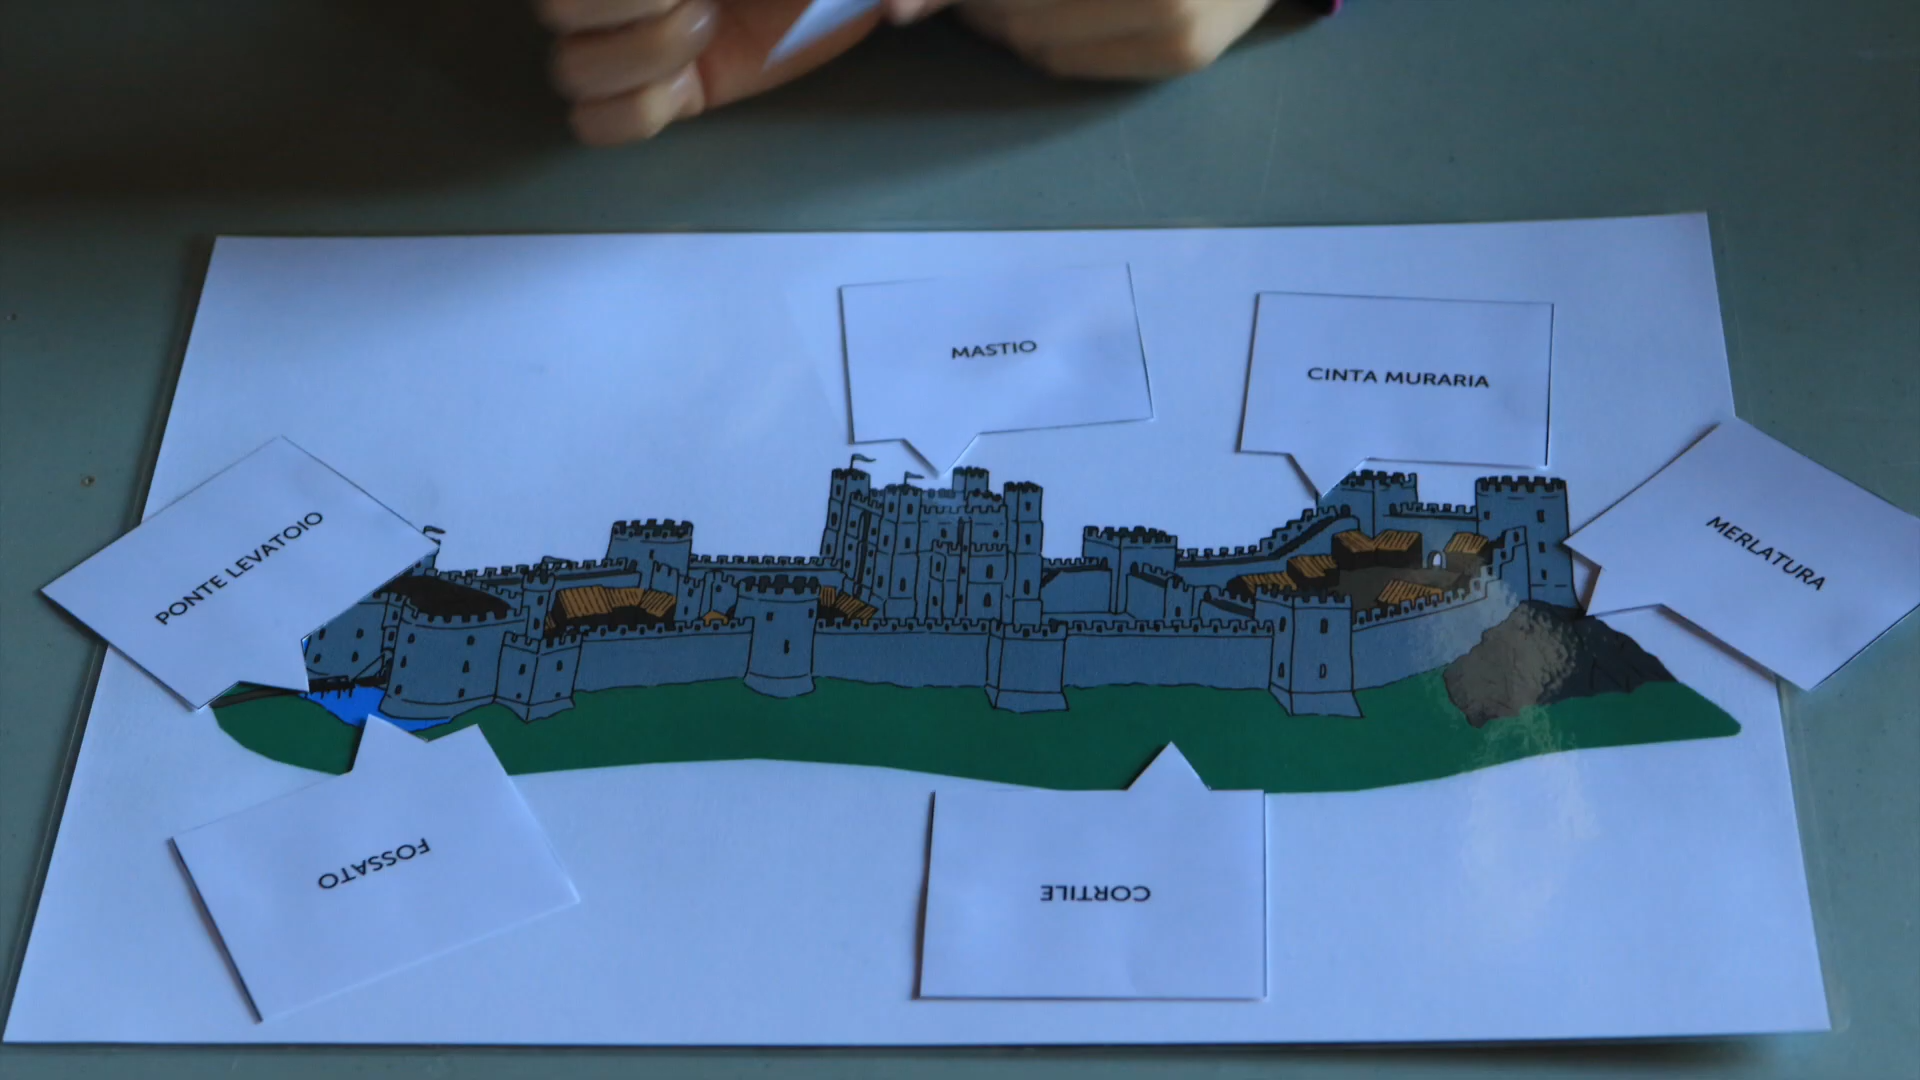 MASTIO
CINTA MURARIA
PONTE LEVATOIO
MERLATURA
FOSSATO
CORTILE